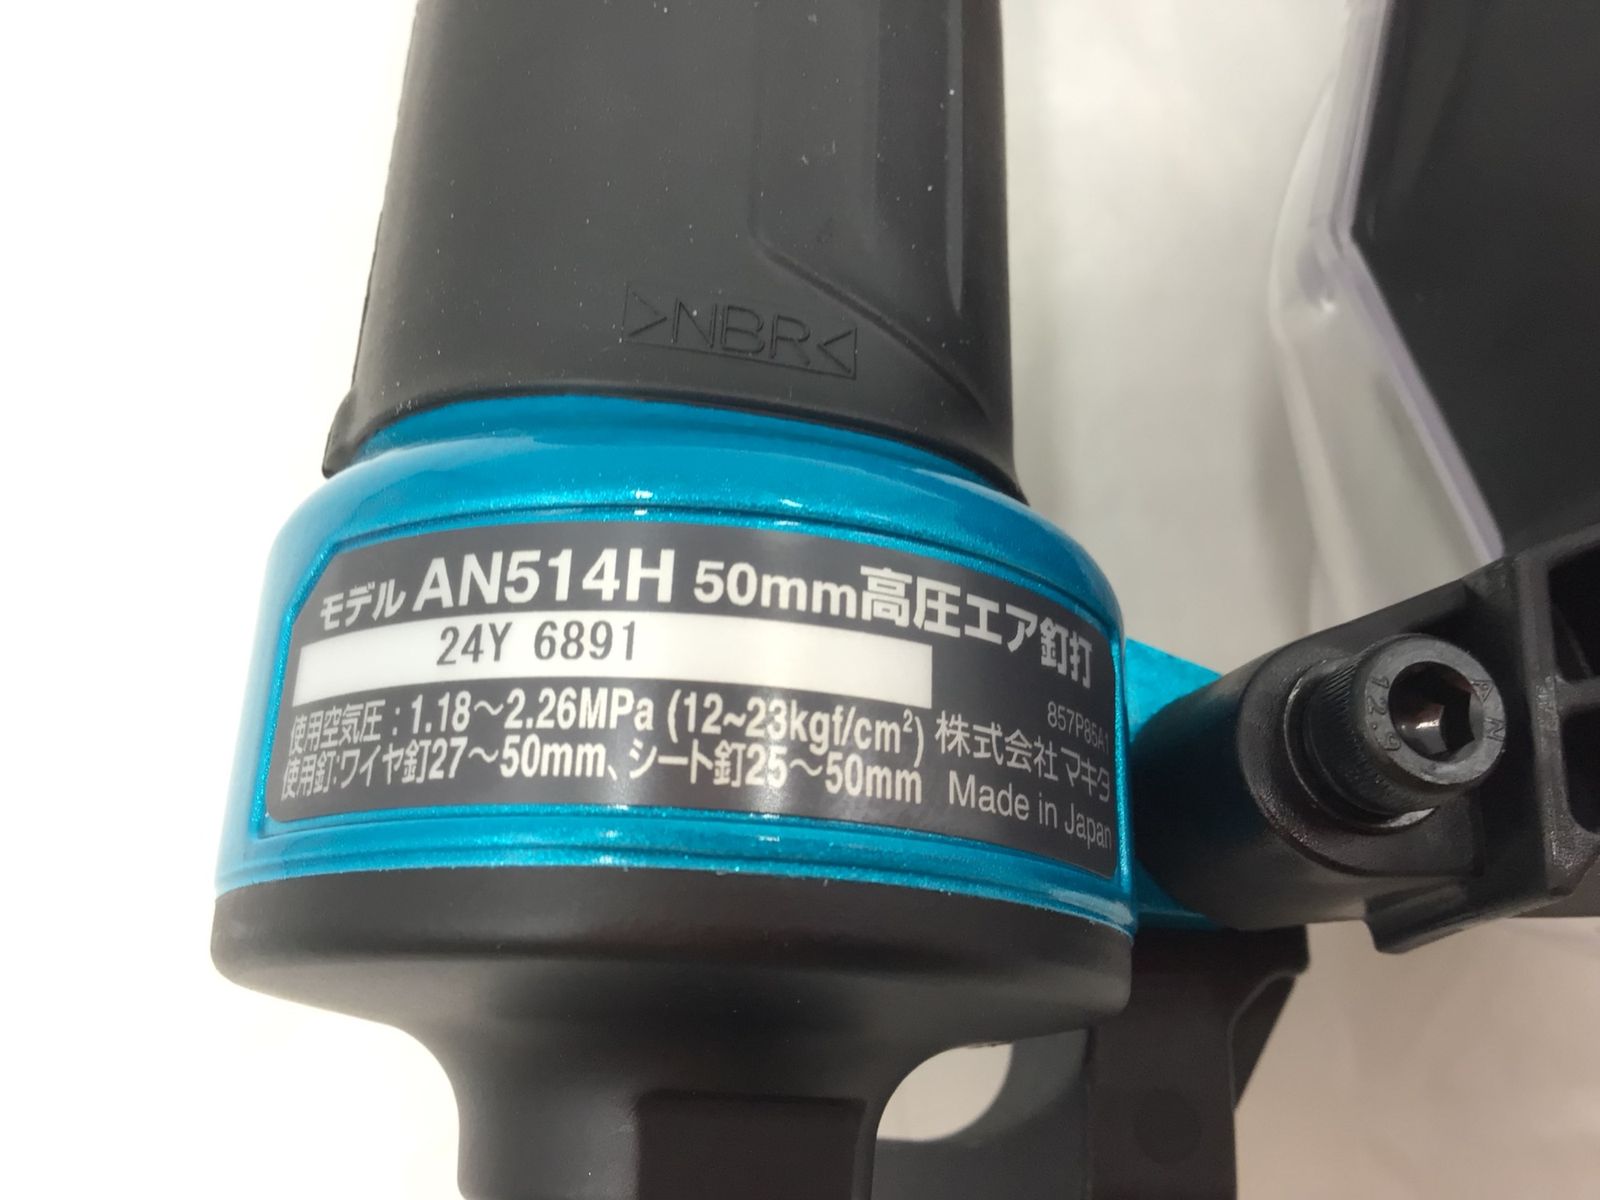 >NBR<
モデル AN514H 50mm高圧エア釘打
24Y 6891
857P85A1
使用空気圧：1.18～2.26MPa (12~23kgf/cm²)
使用釘：ワイヤ釘27～50mm、シート釘25～50mm
株式会社マキタ
Made in Japan
12.9